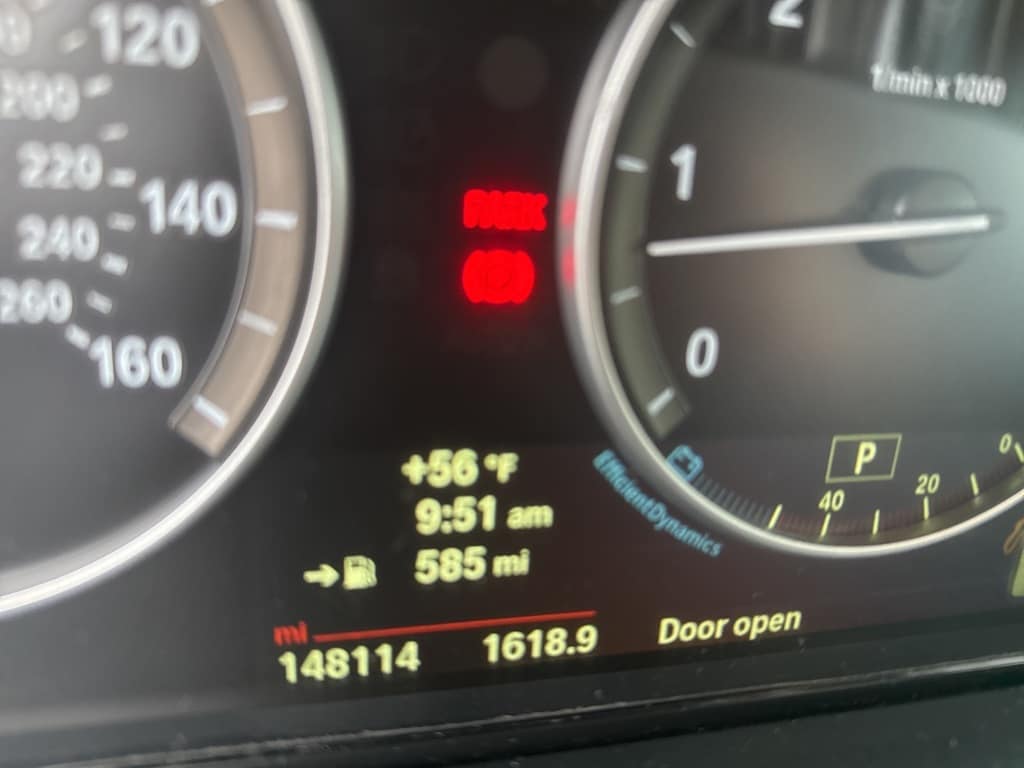 120
200
220
140
240
260
160
PARK
(P)
2
1/min x 1000
1
0
P
40
20
0
EfficientDynamics
+56 °F
9:51 am
585 mi
mi
148114 1618.9 Door open